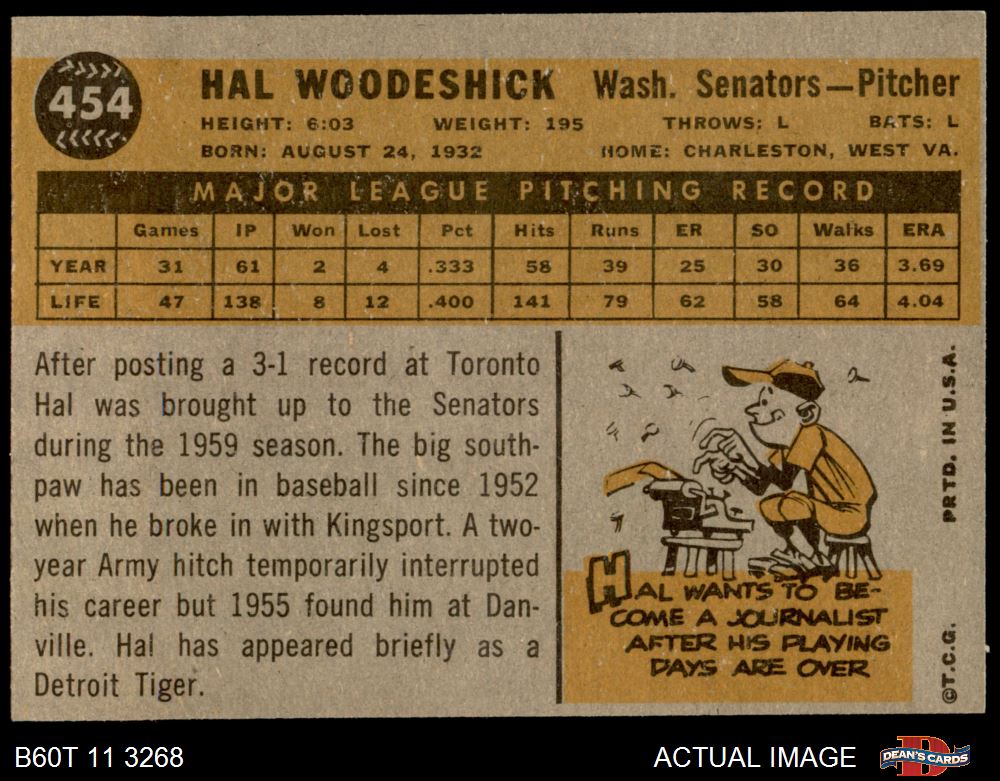 454
HAL WOODESHICK Wash. Senators—Pitcher
HEIGHT: 6:03 WEIGHT: 195 THROWS: L BATS: L
BORN: AUGUST 24, 1932 HOME: CHARLESTON, WEST VA.
MAJOR LEAGUE PITCHING RECORD
Games IP Won Lost Pct Hits Runs ER SO Walks ERA
YEAR 31 61 2 4 .333 58 39 25 30 36 3.69
LIFE 47 138 8 12 .400 141 79 62 58 64 4.04
After posting a 3-1 record at Toronto
Hal was brought up to the Senators
during the 1959 season. The big south-
paw has been in baseball since 1952
when he broke in with Kingsport. A two-
year Army hitch temporarily interrupted
his career but 1955 found him at Dan-
ville. Hal has appeared briefly as a
Detroit Tiger.
HAL WANTS TO BE-
COME A JOURNALIST
AFTER HIS PLAYING
DAYS ARE OVER
©T.C.G. PRTD. IN U.S.A.
B60T 11 3268 ACTUAL IMAGE DEAN'S CARDS